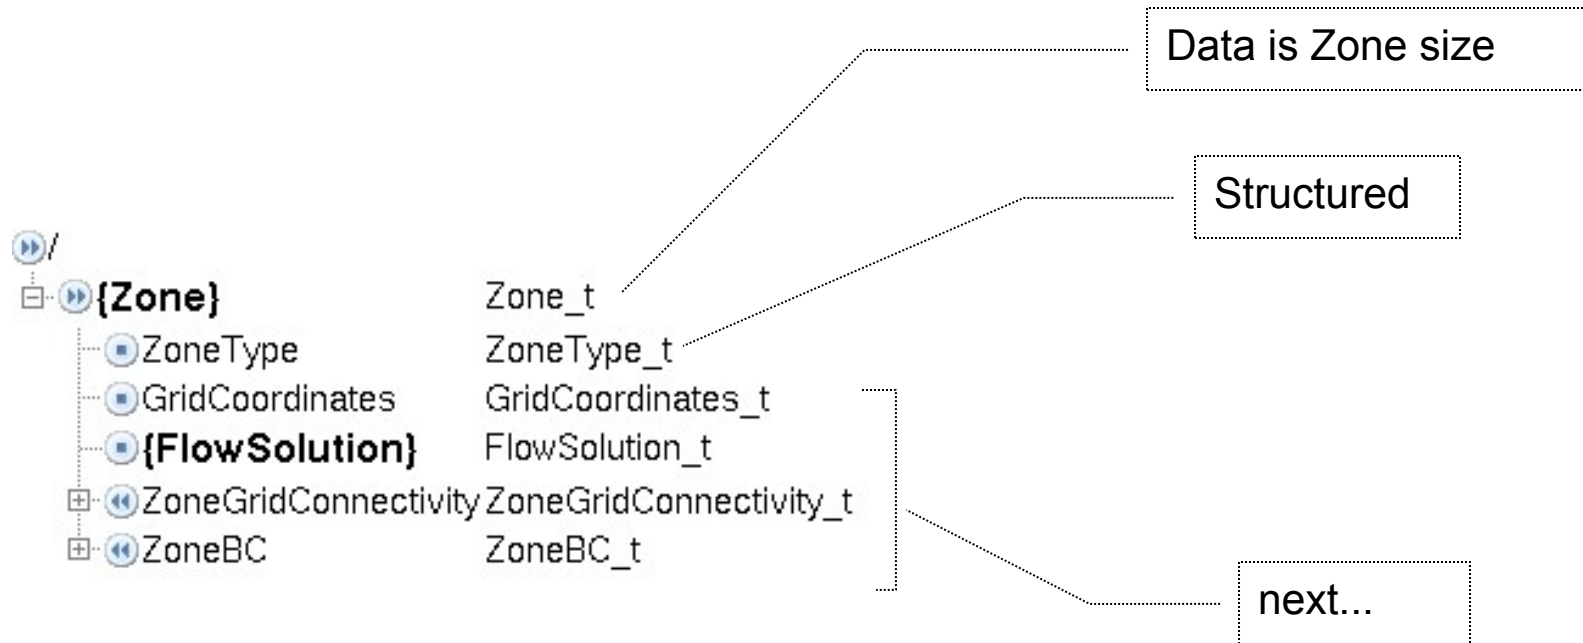 Data is Zone size
Structured
/
{Zone} Zone_t
ZoneType ZoneType_t
GridCoordinates GridCoordinates_t
{FlowSolution} FlowSolution_t
ZoneGridConnectivity ZoneGridConnectivity_t
ZoneBC ZoneBC_t
next...